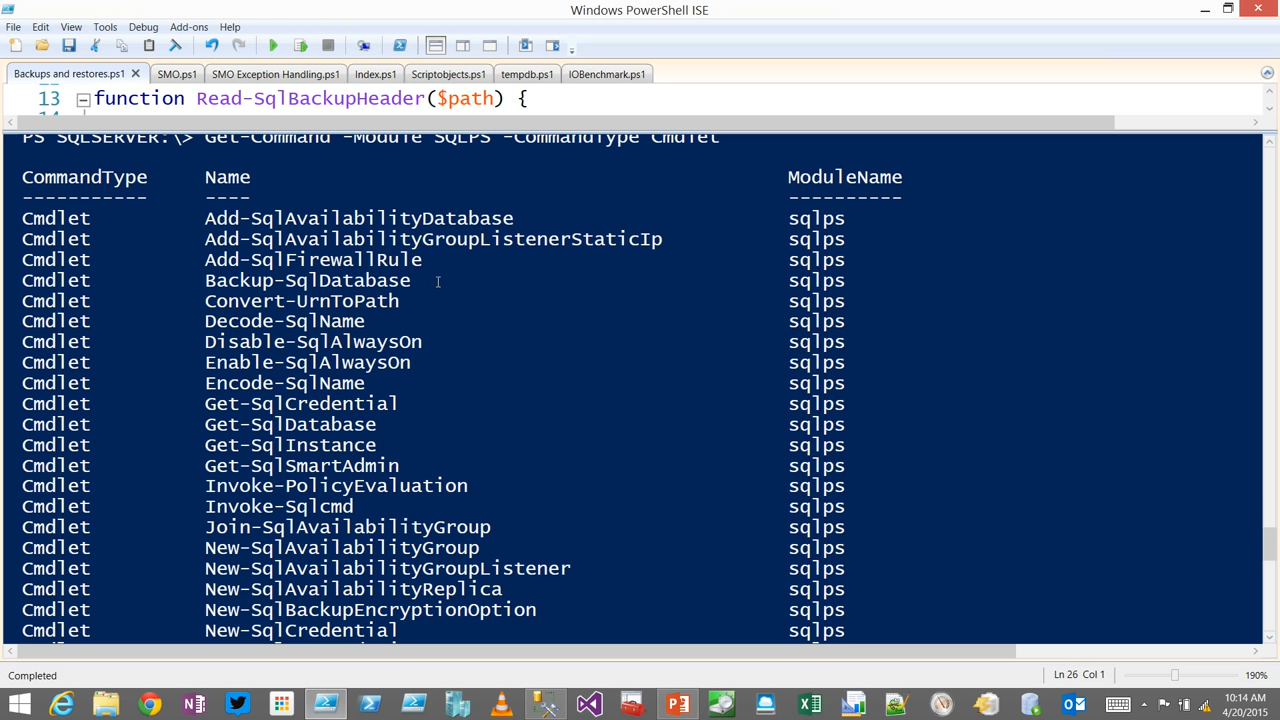 Windows PowerShell ISE
File Edit View Tools Debug Add-ons Help
Backups and restores.ps1 SMO.ps1 SMO Exception Handling.ps1 Index.ps1 Scriptobjects.ps1 tempdb.ps1 IOBenchmark.ps1
13 function Read-SqlBackupHeader($path) {
14
PS SQLSERVER:\> Get-Command -Module SQLPS -CommandType Cmdlet
CommandType Name ModuleName
----------- ---- ----------
Cmdlet Add-SqlAvailabilityDatabase sqlps
Cmdlet Add-SqlAvailabilityGroupListenerStaticIp sqlps
Cmdlet Add-SqlFirewallRule sqlps
Cmdlet Backup-SqlDatabase sqlps
Cmdlet Convert-UrnToPath sqlps
Cmdlet Decode-SqlName sqlps
Cmdlet Disable-SqlAlwaysOn sqlps
Cmdlet Enable-SqlAlwaysOn sqlps
Cmdlet Encode-SqlName sqlps
Cmdlet Get-SqlCredential sqlps
Cmdlet Get-SqlDatabase sqlps
Cmdlet Get-SqlInstance sqlps
Cmdlet Get-SqlSmartAdmin sqlps
Cmdlet Invoke-PolicyEvaluation sqlps
Cmdlet Invoke-Sqlcmd sqlps
Cmdlet Join-SqlAvailabilityGroup sqlps
Cmdlet New-SqlAvailabilityGroup sqlps
Cmdlet New-SqlAvailabilityGroupListener sqlps
Cmdlet New-SqlAvailabilityReplica sqlps
Cmdlet New-SqlBackupEncryptionOption sqlps
Cmdlet New-SqlCredential sqlps
Completed Ln 26 Col 1 190%
10:14 AM
4/20/2015